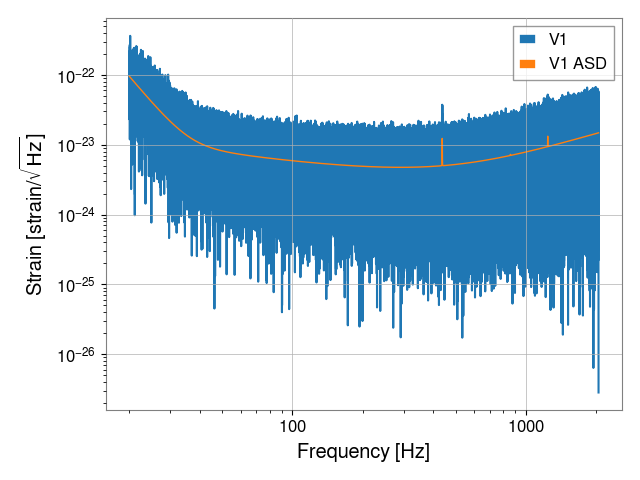 V1
V1 ASD
10⁻²²
10⁻²³
10⁻²⁴
10⁻²⁵
10⁻²⁶
Strain [strain/√Hz]
100
1000
Frequency [Hz]